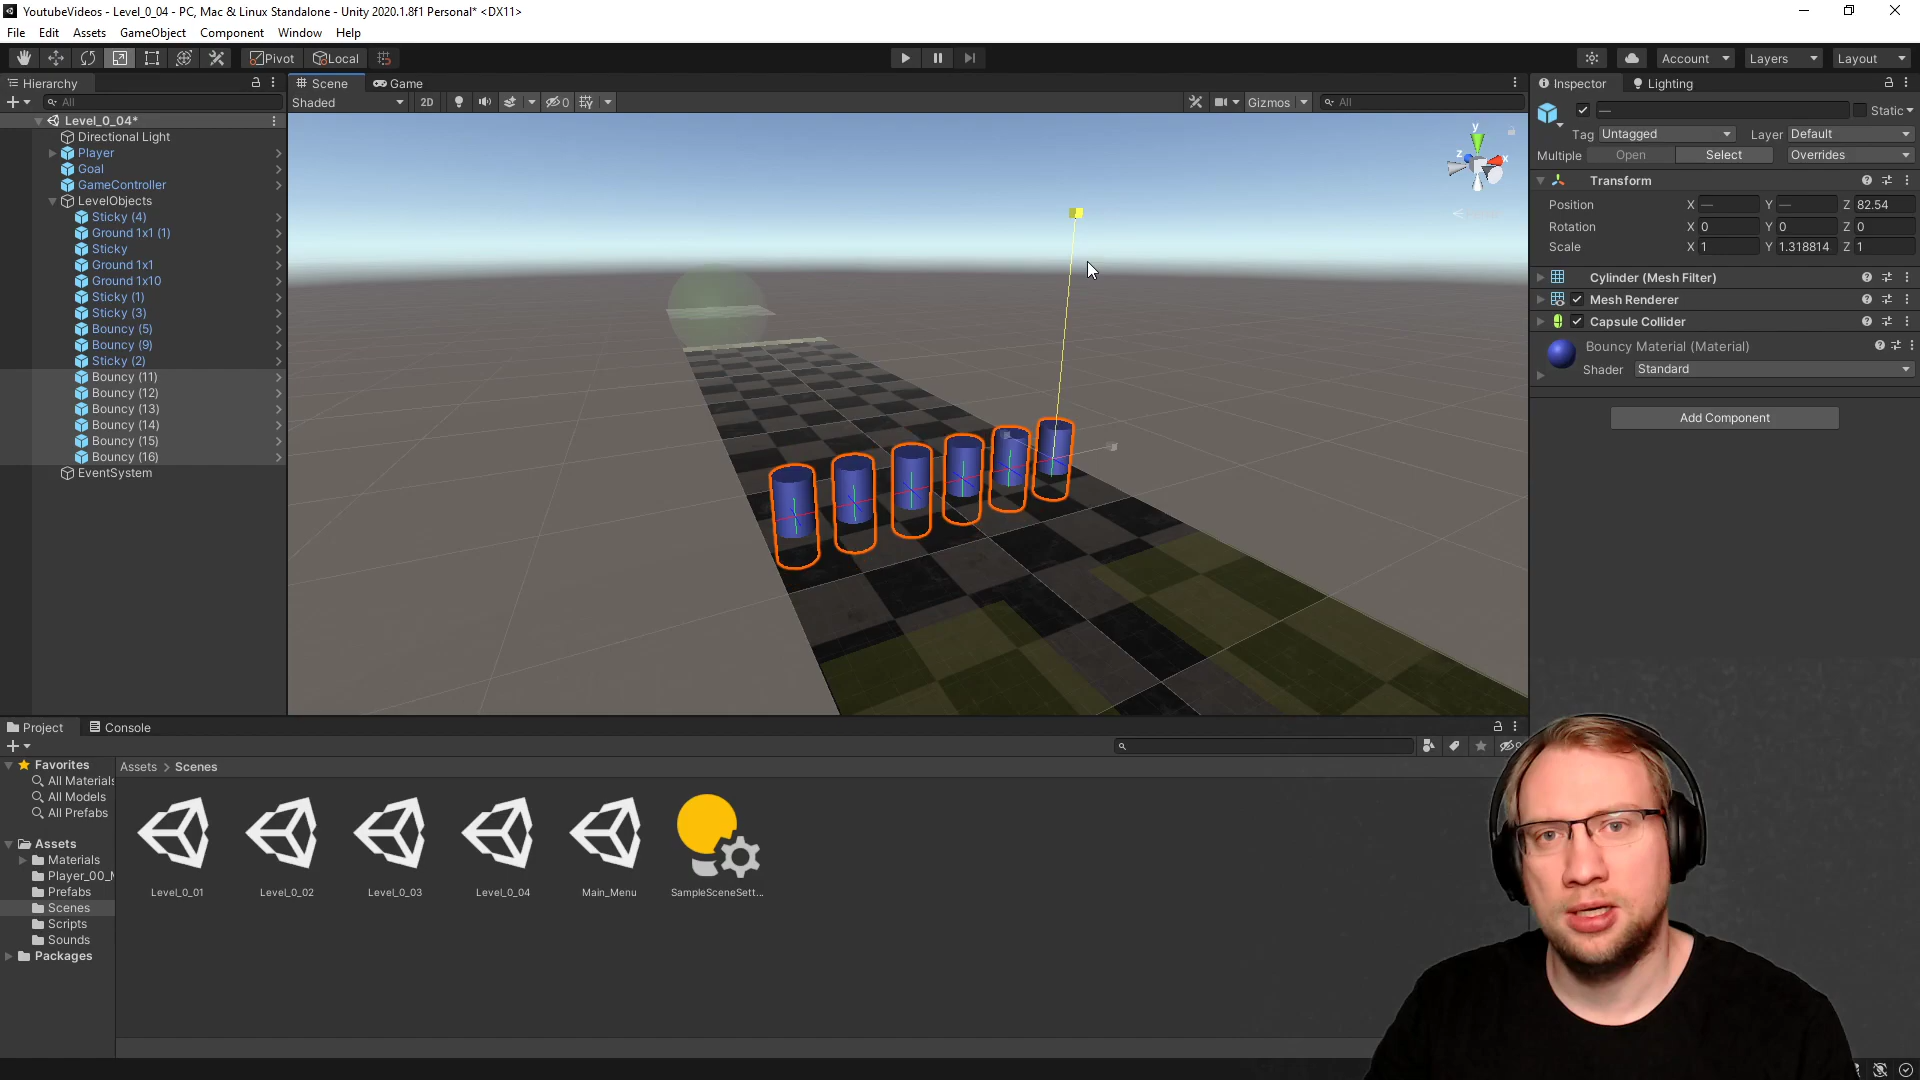 YoutubeVideos - Level_0_04 - PC, Mac & Linux Standalone - Unity 2020.1.8f1 Personal* <DX11>
File Edit Assets GameObject Component Window Help
Pivot Local Account Layers Layout
Hierarchy
All
Level_0_04*
Directional Light
Player
Goal
GameController
LevelObjects
Sticky (4)
Ground 1x1 (1)
Sticky
Ground 1x1
Ground 1x10
Sticky (1)
Sticky (3)
Bouncy (5)
Bouncy (9)
Sticky (2)
Bouncy (11)
Bouncy (12)
Bouncy (13)
Bouncy (14)
Bouncy (15)
Bouncy (16)
EventSystem
Scene Game
Shaded 2D 0 Gizmos All
y
z x
Inspector Lighting
— Static
Tag Untagged Layer Default
Multiple Open Select Overrides
Transform
Position X — Y — Z 82.54
Rotation X 0 Y 0 Z 0
Scale X 1 Y 1.318814 Z 1
Cylinder (Mesh Filter)
Mesh Renderer
Capsule Collider
Bouncy Material (Material)
Shader Standard
Add Component
Project Console
Favorites
All Materials
All Models
All Prefabs
Assets
Materials
Player_00_
Prefabs
Scenes
Scripts
Sounds
Packages
Assets > Scenes
Level_0_01 Level_0_02 Level_0_03 Level_0_04 Main_Menu SampleSceneSett...